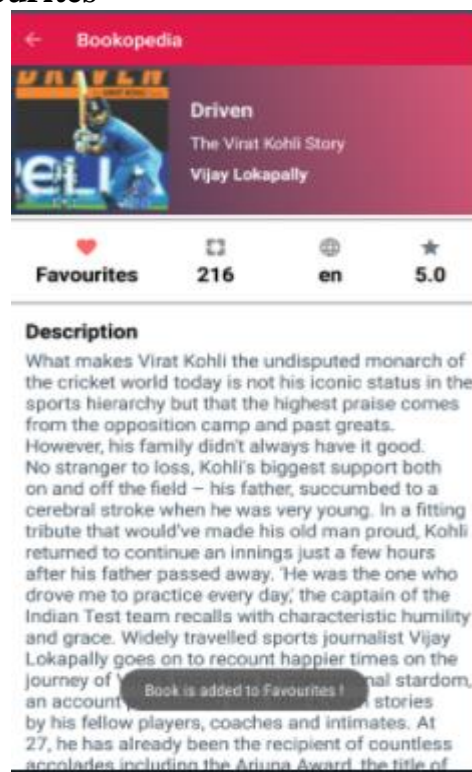 Bookopedia
DRIVEN
Driven
The Virat Kohli Story
Vijay Lokapally
Favourites
216
en
5.0
Description
What makes Virat Kohli the undisputed monarch of
the cricket world today is not his iconic status in the
sports hierarchy but that the highest praise comes
from the opposition camp and past greats.
However, his family didn't always have it good.
No stranger to loss, Kohli's biggest support both
on and off the field – his father, succumbed to a
cerebral stroke when he was very young. In a fitting
tribute that would've made his old man proud, Kohli
returned to continue an innings just a few hours
after his father passed away. 'He was the one who
drove me to practice every day,' the captain of the
Indian Test team recalls with characteristic humility
and grace. Widely travelled sports journalist Vijay
Lokapally goes on to recount happier times on the
journey of stardom,
Book is added to Favourites !
an account stories
by his fellow players, coaches and intimates. At
27, he has already been the recipient of countless
accolades including the Arjuna Award, the title of